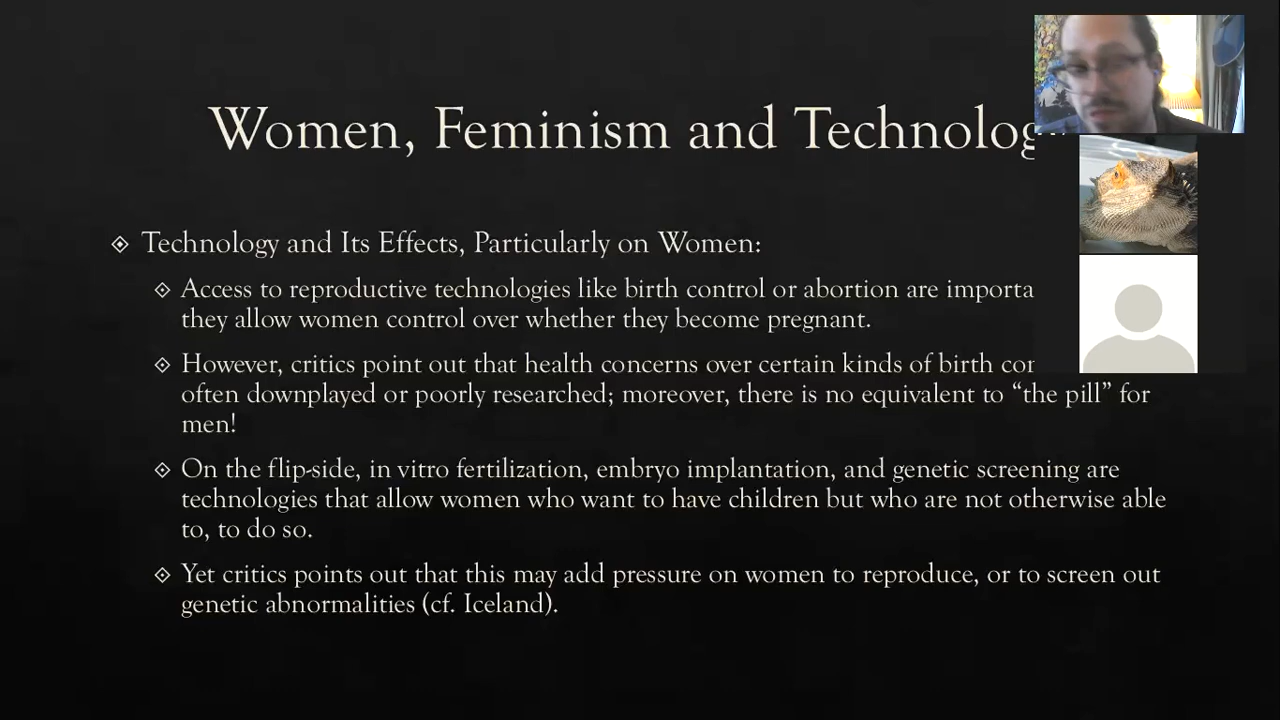 Women, Feminism and Technolog
Technology and Its Effects, Particularly on Women:
Access to reproductive technologies like birth control or abortion are importa
they allow women control over whether they become pregnant.
However, critics point out that health concerns over certain kinds of birth con
often downplayed or poorly researched; moreover, there is no equivalent to “the pill” for
men!
On the flip-side, in vitro fertilization, embryo implantation, and genetic screening are
technologies that allow women who want to have children but who are not otherwise able
to, to do so.
Yet critics points out that this may add pressure on women to reproduce, or to screen out
genetic abnormalities (cf. Iceland).